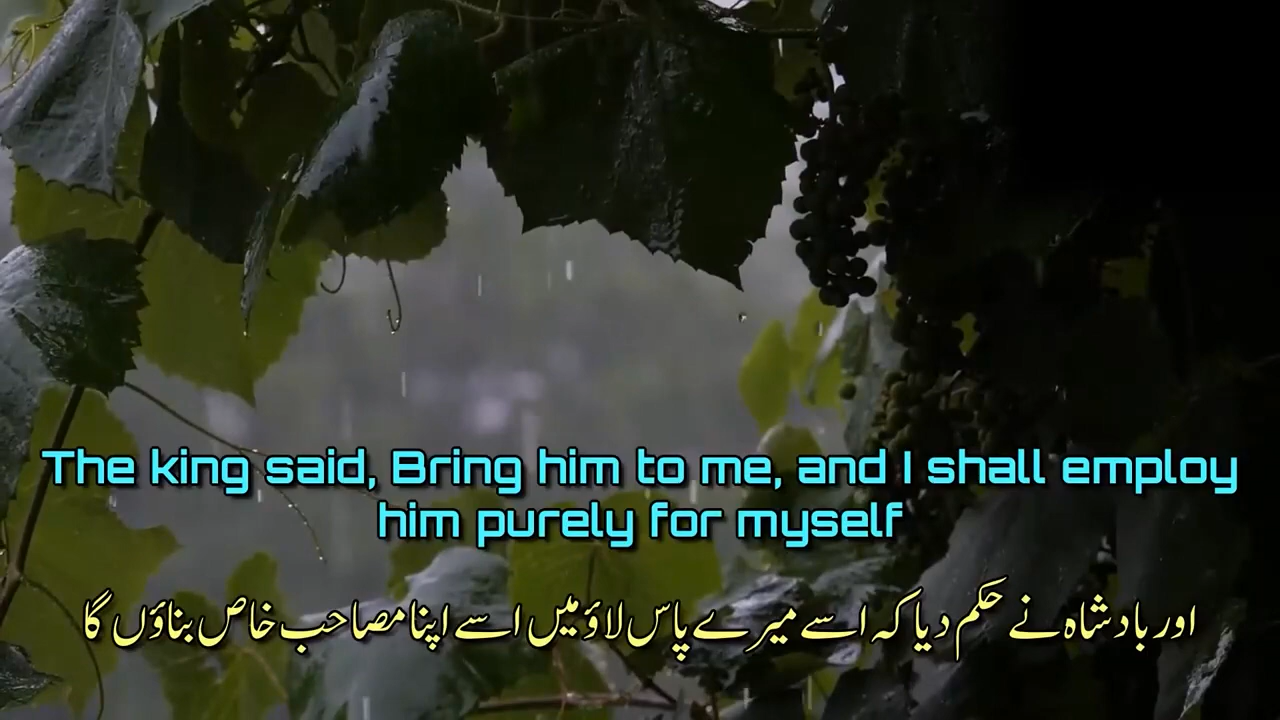 The king said, Bring him to me, and I shall employ
him purely for myself
اور بادشاہ نے حکم دیا کہ اسے میرے پاس لاؤ میں اسے اپنا مصاحب خاص بناؤں گا